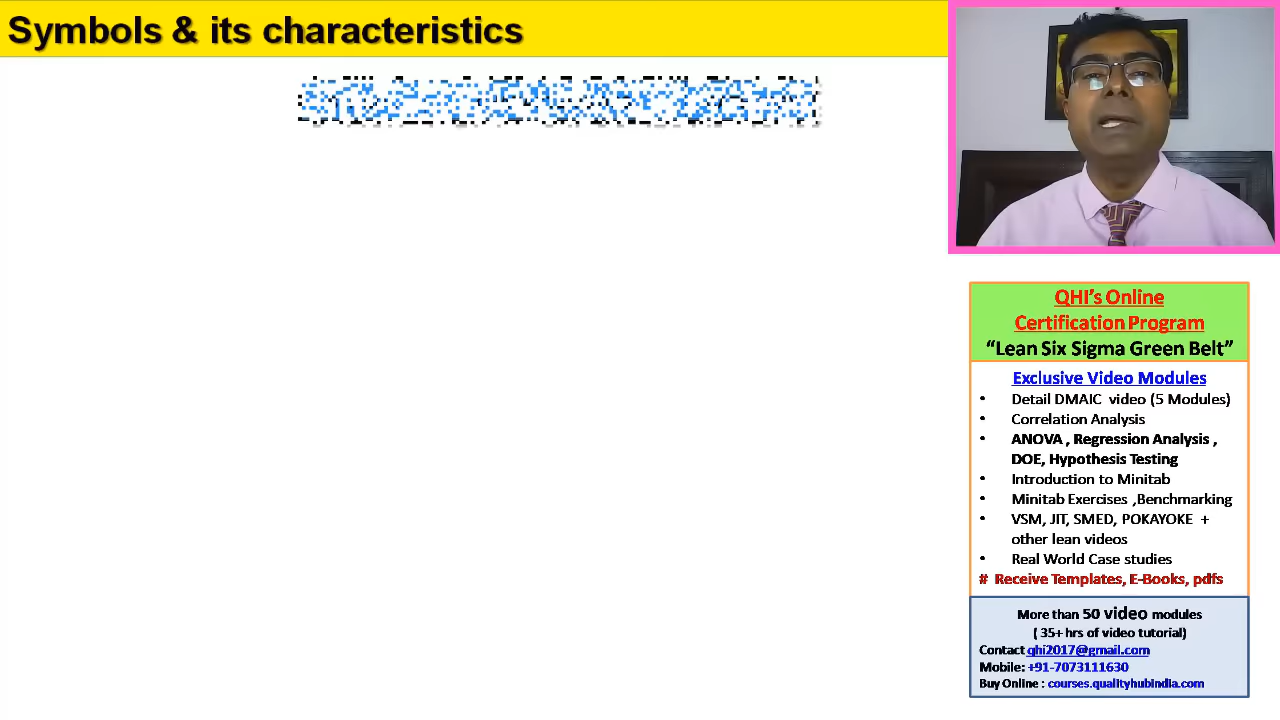 Symbols & its characteristics
QHI's Online
Certification Program
“Lean Six Sigma Green Belt”
Exclusive Video Modules
• Detail DMAIC video (5 Modules)
• Correlation Analysis
• ANOVA , Regression Analysis ,
DOE, Hypothesis Testing
• Introduction to Minitab
• Minitab Exercises ,Benchmarking
• VSM, JIT, SMED, POKAYOKE +
other lean videos
• Real World Case studies
# Receive Templates, E-Books, pdfs
More than 50 video modules
( 35+ hrs of video tutorial)
Contact qhi2017@gmail.com
Mobile: +91-7073111630
Buy Online : courses.qualityhubindia.com